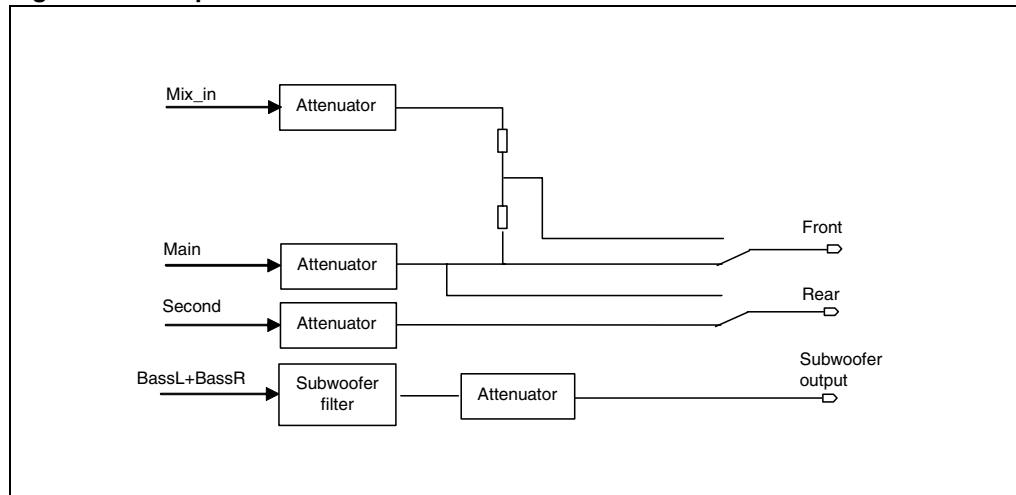 Mix_in
Attenuator
Main
Attenuator
Front
Second
Attenuator
Rear
BassL+BassR
Subwoofer
filter
Attenuator
Subwoofer
output